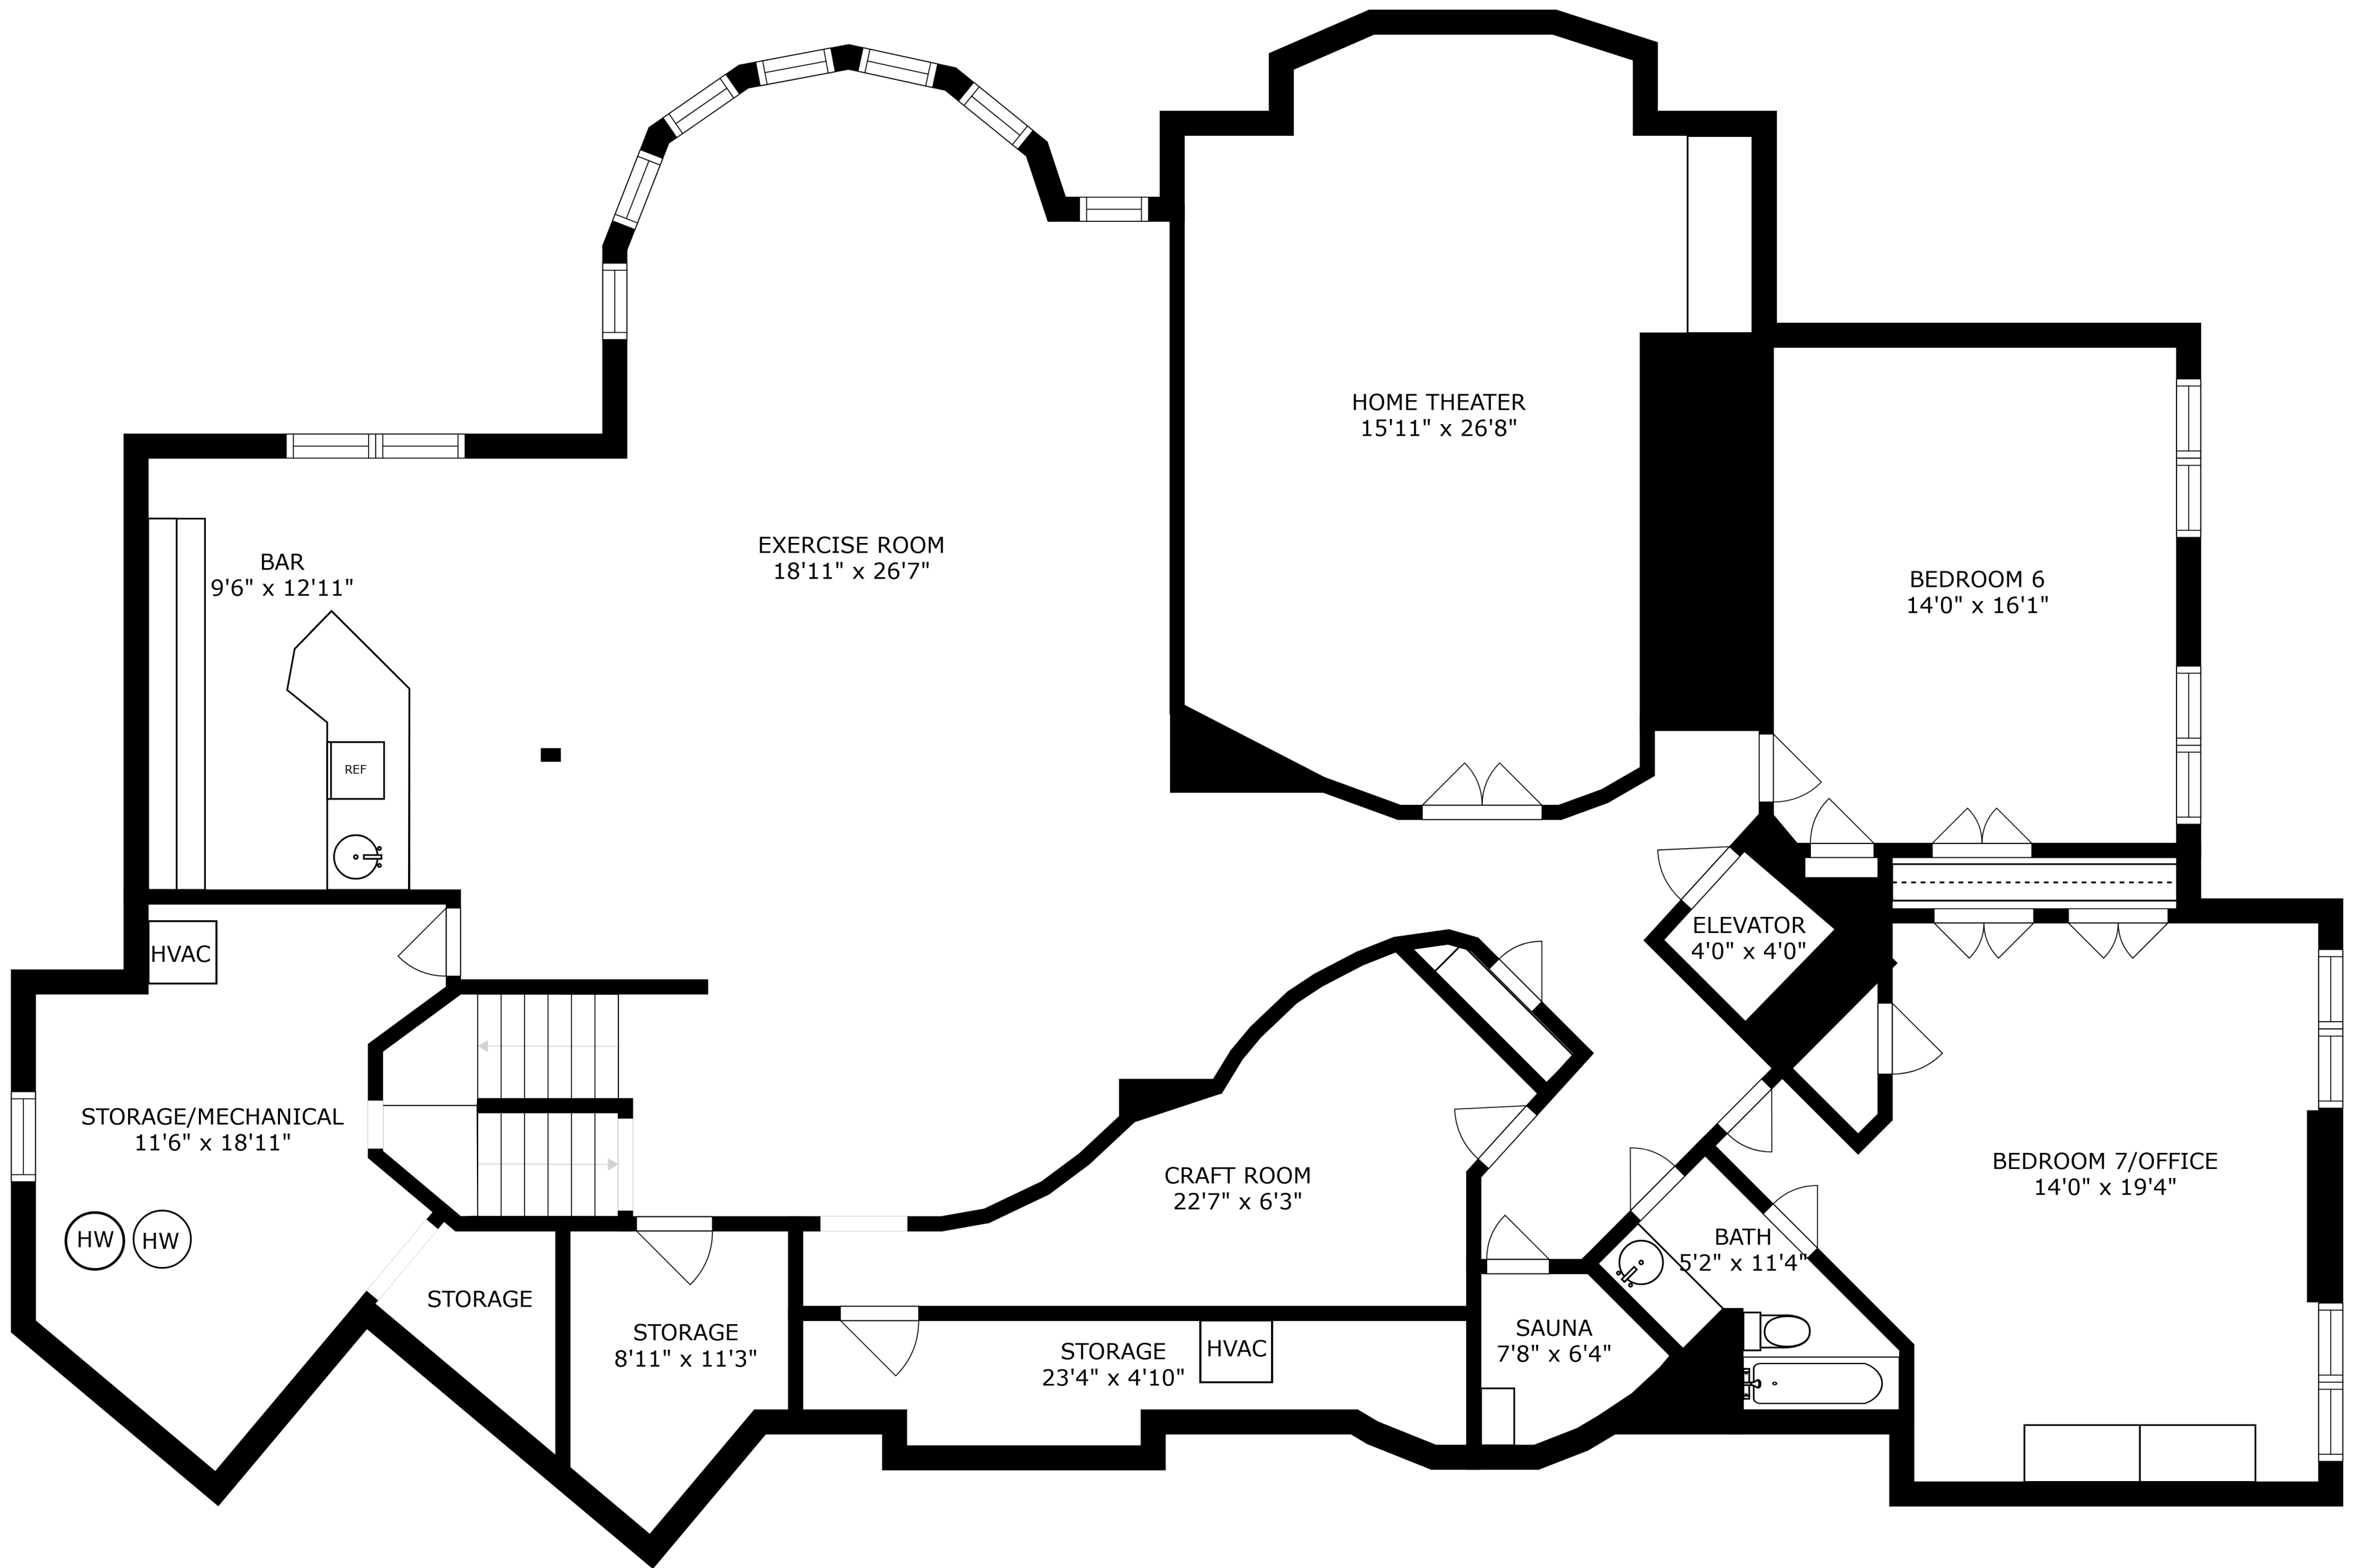 HOME THEATER
15'11" x 26'8"
EXERCISE ROOM
18'11" x 26'7"
BAR
9'6" x 12'11"
BEDROOM 6
14'0" x 16'1"
REF
ELEVATOR
4'0" x 4'0"
HVAC
STORAGE/MECHANICAL
11'6" x 18'11"
CRAFT ROOM
22'7" x 6'3"
BEDROOM 7/OFFICE
14'0" x 19'4"
HW
HW
BATH
5'2" x 11'4"
STORAGE
STORAGE
8'11" x 11'3"
STORAGE
23'4" x 4'10"
HVAC
SAUNA
7'8" x 6'4"